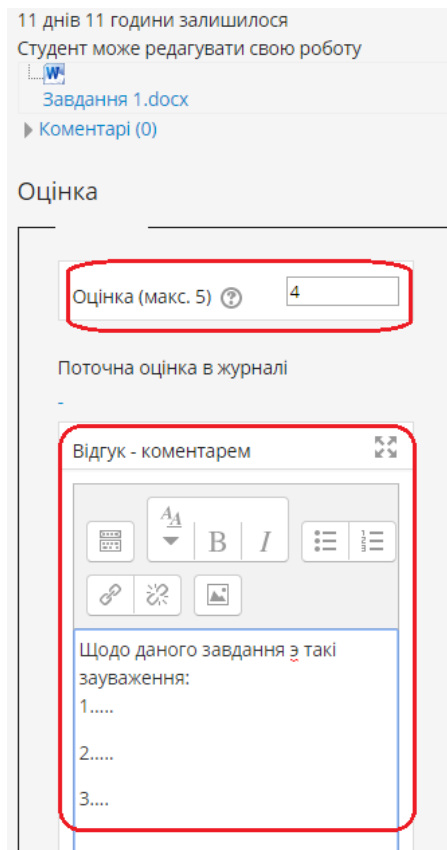 11 днів 11 години залишилося
Студент може редагувати свою роботу
Завдання 1.docx
Коментарі (0)
Оцінка
Оцінка (макс. 5) 4
Поточна оцінка в журналі
-
Відгук - коментарем
Щодо даного завдання э такі
зауваження:
1.....
2.....
3....